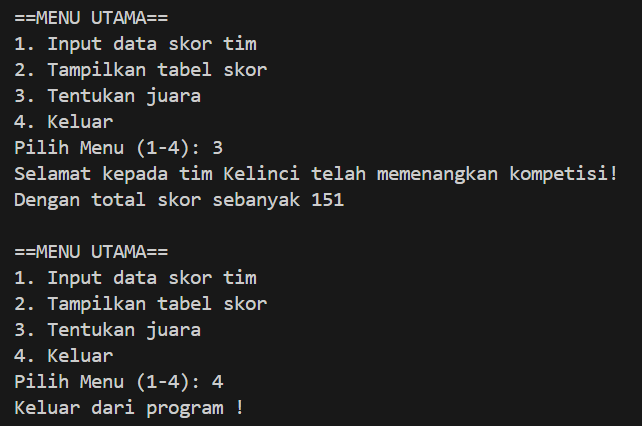 ==MENU UTAMA==
1. Input data skor tim
2. Tampilkan tabel skor
3. Tentukan juara
4. Keluar
Pilih Menu (1-4): 3
Selamat kepada tim Kelinci telah memenangkan kompetisi!
Dengan total skor sebanyak 151

==MENU UTAMA==
1. Input data skor tim
2. Tampilkan tabel skor
3. Tentukan juara
4. Keluar
Pilih Menu (1-4): 4
Keluar dari program !